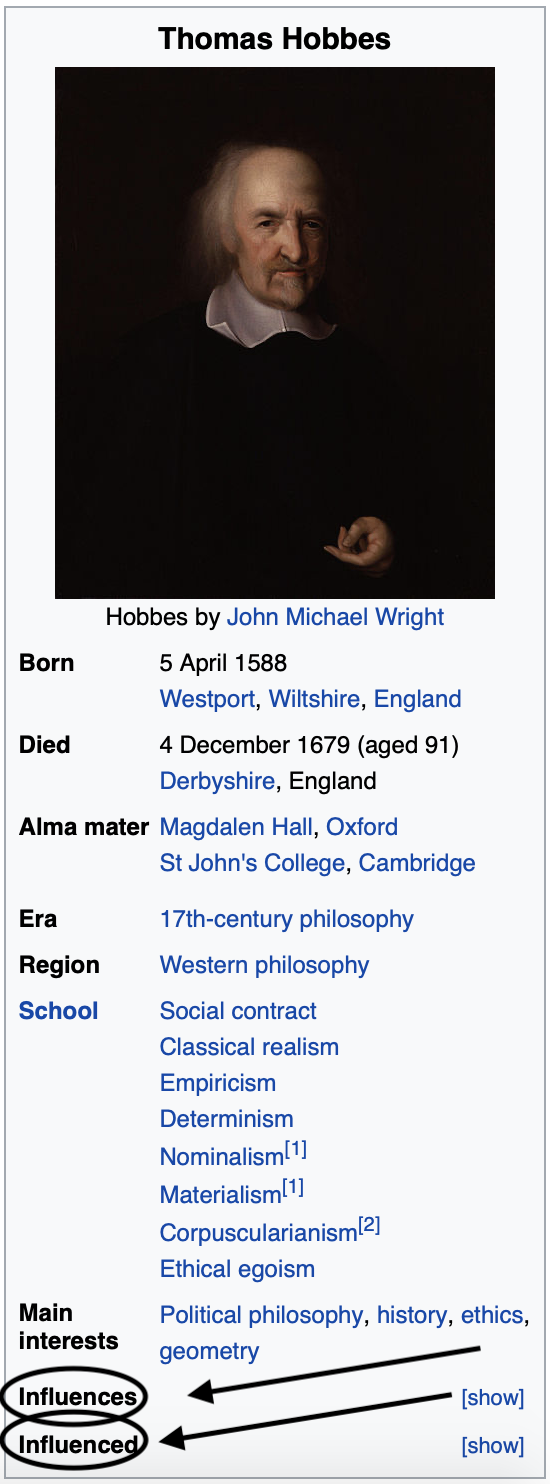 Thomas Hobbes
Hobbes by John Michael Wright
Born 5 April 1588
Westport, Wiltshire, England
Died 4 December 1679 (aged 91)
Derbyshire, England
Alma mater Magdalen Hall, Oxford
St John's College, Cambridge
Era 17th-century philosophy
Region Western philosophy
School Social contract
Classical realism
Empiricism
Determinism
Nominalism[1]
Materialism[1]
Corpuscularianism[2]
Ethical egoism
Main interests Political philosophy, history, ethics,
geometry
Influences [show]
Influenced [show]